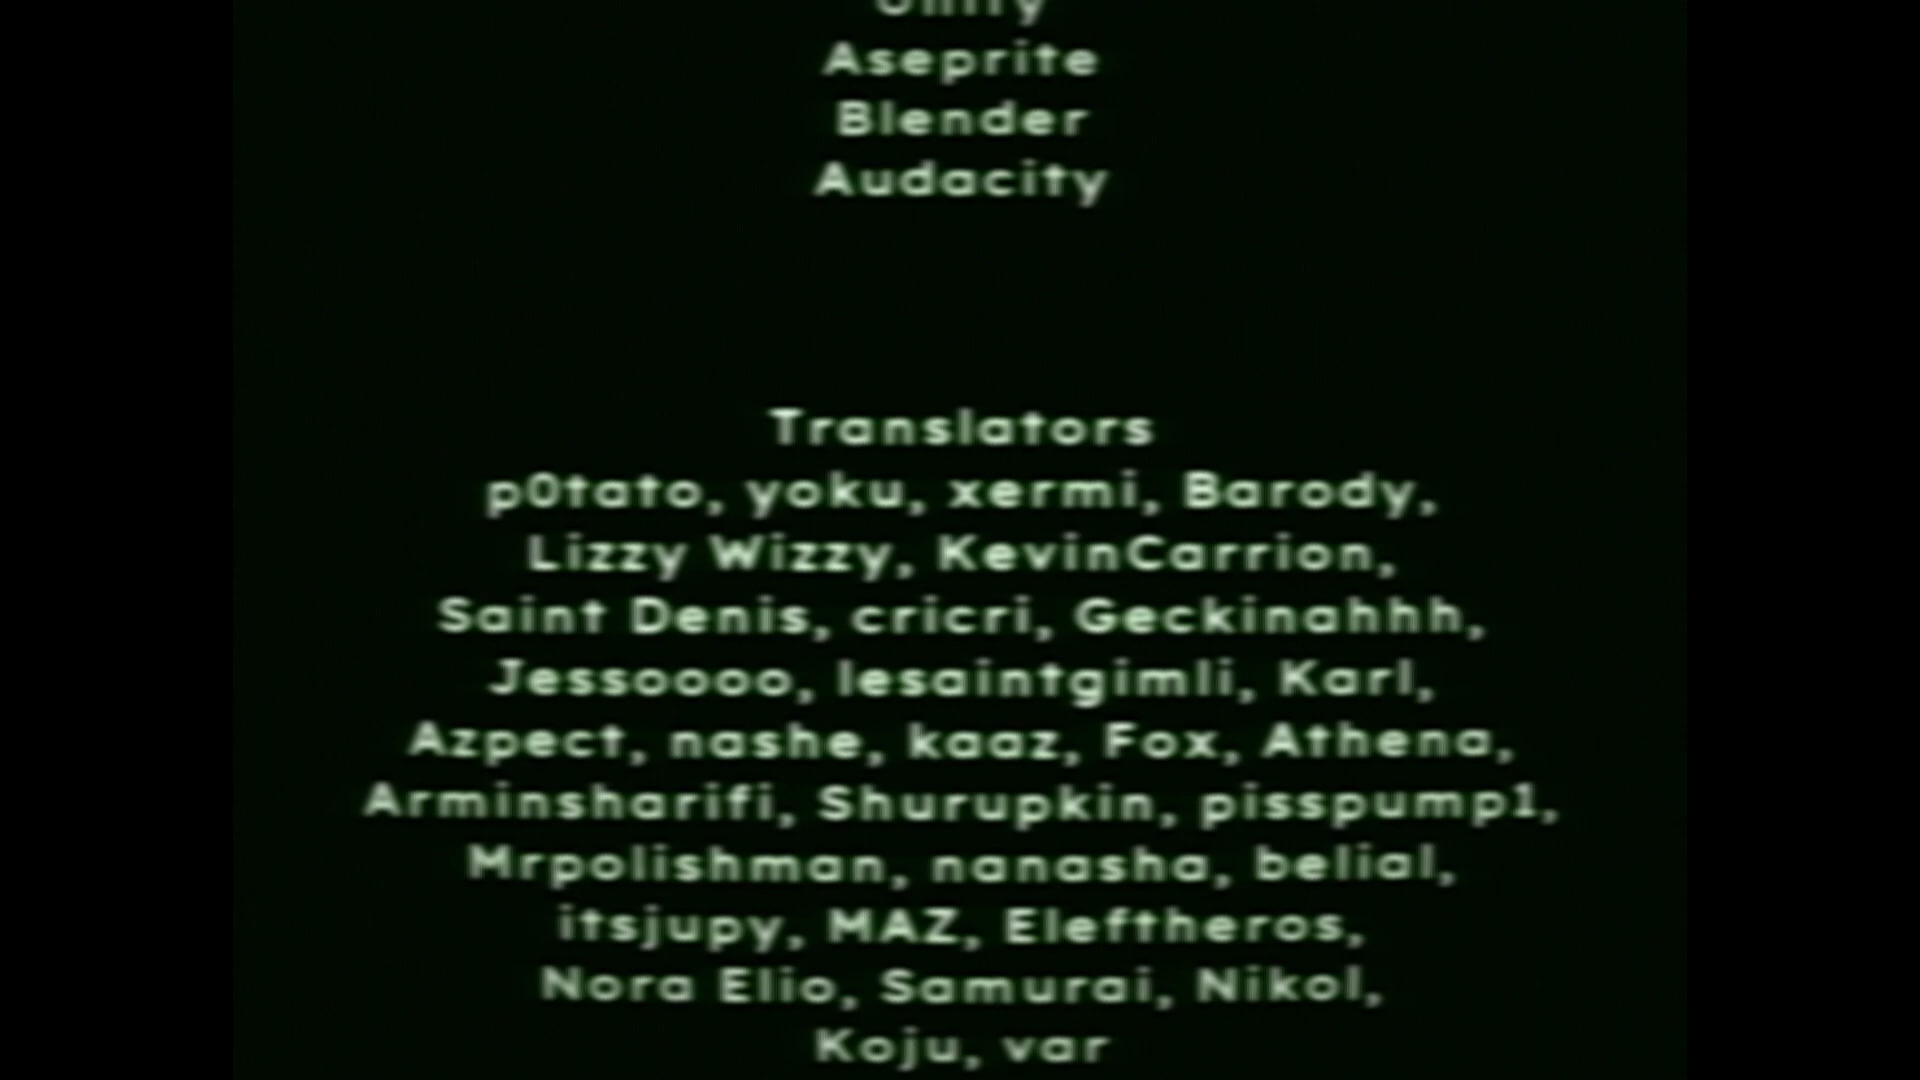 Unity
Aseprite
Blender
Audacity
Translators
p0tato, yoku, xermi, Barody,
Lizzy Wizzy, KevinCarrion,
Saint Denis, cricri, Geckinahhh,
Jessoooo, lesaintgimli, Karl,
Azpect, nashe, kaaz, Fox, Athena,
Arminsharifi, Shurupkin, pisspump1,
Mrpolishman, nanasha, belial,
itsjupy, MAZ, Eleftheros,
Nora Elio, Samurai, Nikol,
Koju, var